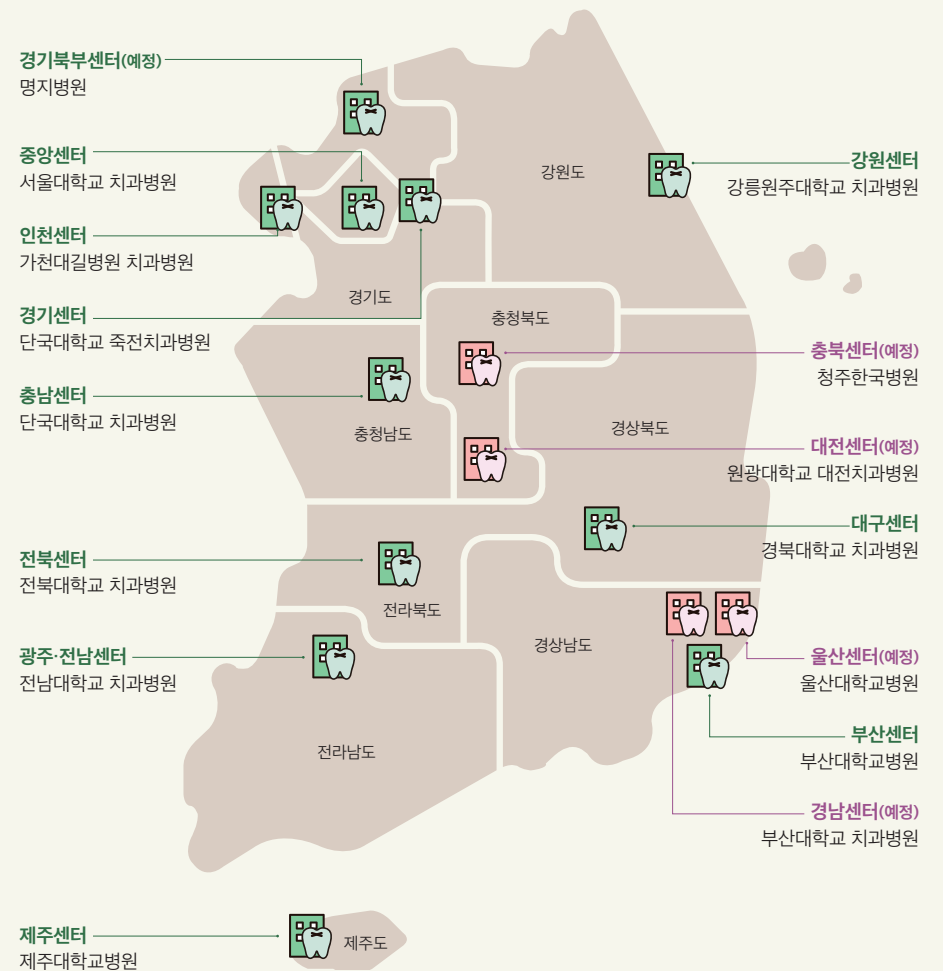 경기북부센터(예정)
명지병원
중앙센터
서울대학교 치과병원
인천센터
가천대길병원 치과병원
경기센터
단국대학교 죽전치과병원
충남센터
단국대학교 치과병원
전북센터
전북대학교 치과병원
광주·전남센터
전남대학교 치과병원
제주센터
제주대학교병원
강원도
경기도
충청북도
충청남도
경상북도
전라북도
경상남도
전라남도
제주도
강원센터
강릉원주대학교 치과병원
충북센터(예정)
청주한국병원
대전센터(예정)
원광대학교 대전치과병원
대구센터
경북대학교 치과병원
울산센터(예정)
울산대학교병원
부산센터
부산대학교병원
경남센터(예정)
부산대학교 치과병원